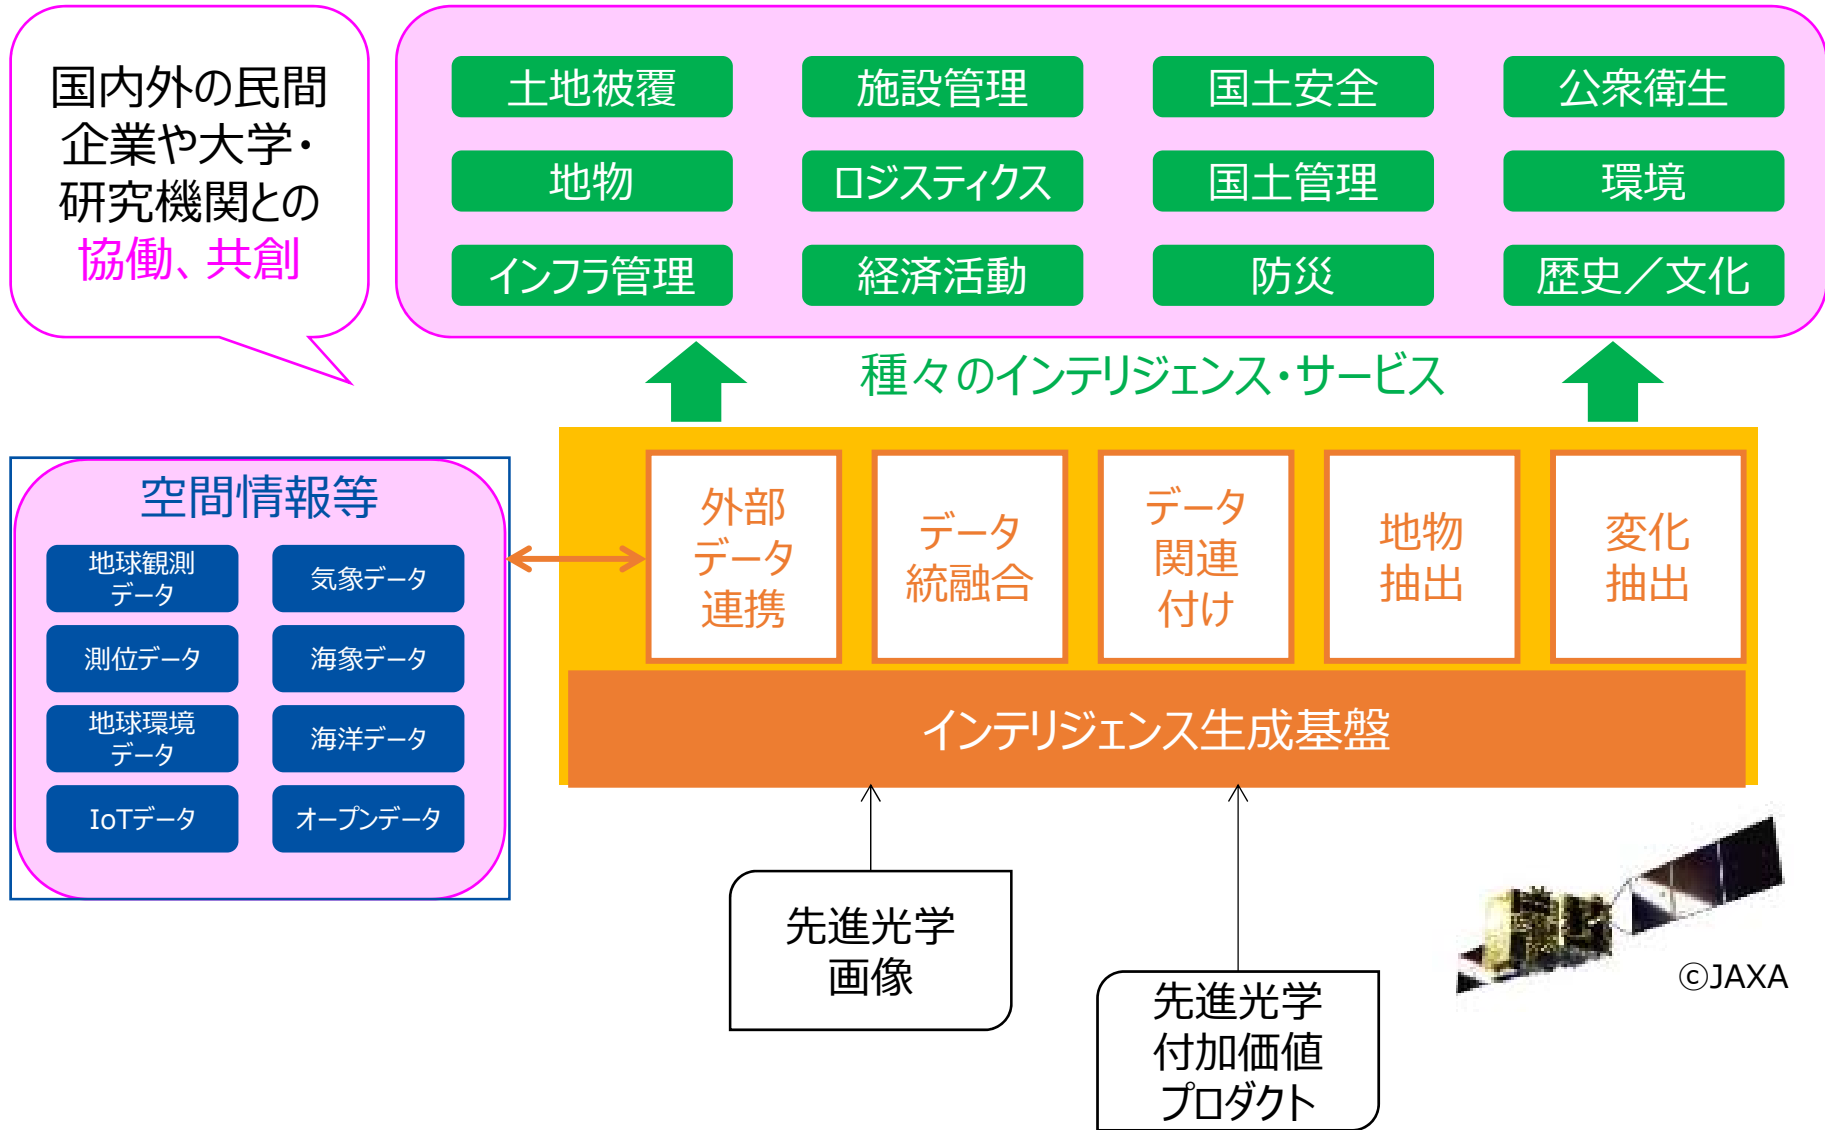 国内外の民間
企業や大学・
研究機関との
協働、共創
土地被覆
施設管理
国土安全
公衆衛生
地物
ロジスティクス
国土管理
環境
インフラ管理
経済活動
防災
歴史／文化
種々のインテリジェンス・サービス
空間情報等
地球観測
データ
気象データ
測位データ
海象データ
地球環境
データ
海洋データ
IoTデータ
オープンデータ
外部
データ
連携
データ
統融合
データ
関連
付け
地物
抽出
変化
抽出
インテリジェンス生成基盤
先進光学
画像
先進光学
付加価値
プロダクト
©JAXA